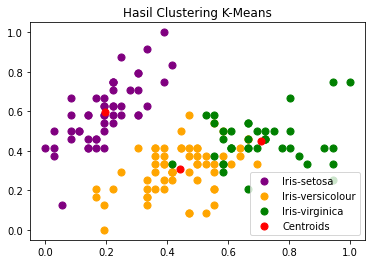 Hasil Clustering K-Means
1.0
0.8
0.6
0.4
0.2
0.0
Iris-setosa
Iris-versicolour
Iris-virginica
Centroids
0.0 0.2 0.4 0.6 0.8 1.0